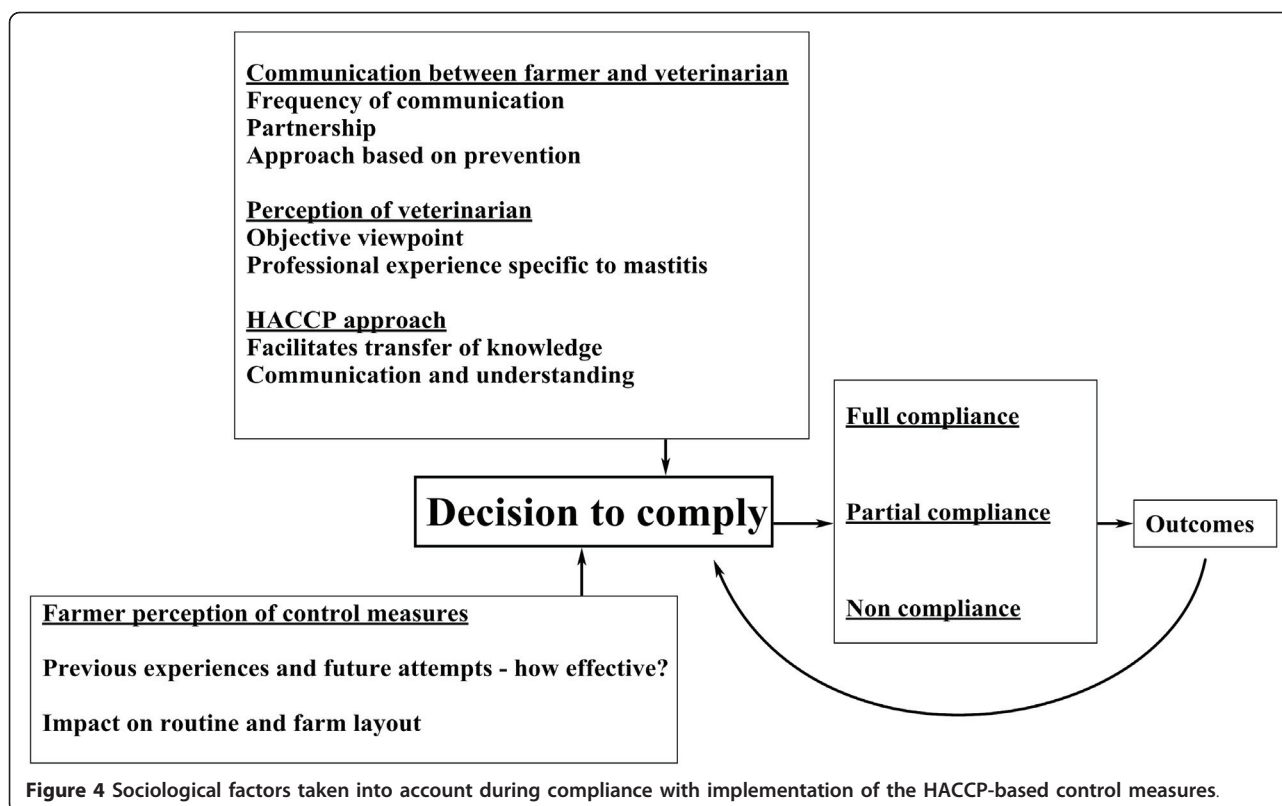 Communication between farmer and veterinarian
Frequency of communication
Partnership
Approach based on prevention
Perception of veterinarian
Objective viewpoint
Professional experience specific to mastitis
HACCP approach
Facilitates transfer of knowledge
Communication and understanding
Decision to comply
Full compliance
Partial compliance
Non compliance
Outcomes
Farmer perception of control measures
Previous experiences and future attempts - how effective?
Impact on routine and farm layout
Figure 4 Sociological factors taken into account during compliance with implementation of the HACCP-based control measures.